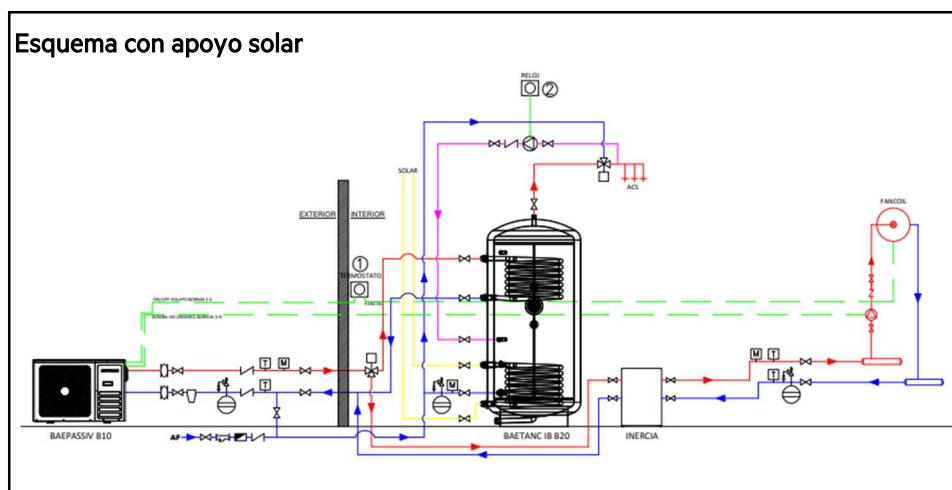 Esquema con apoyo solar
RELOJ
②
SOLAR
ACS
FANCOIL
EXTERIOR INTERIOR
①
TERMOSTATO
FANCOIL
T M
T
M
M T
T
AF
BAEPASSIV B10
BAETANC IB B20
INERCIA